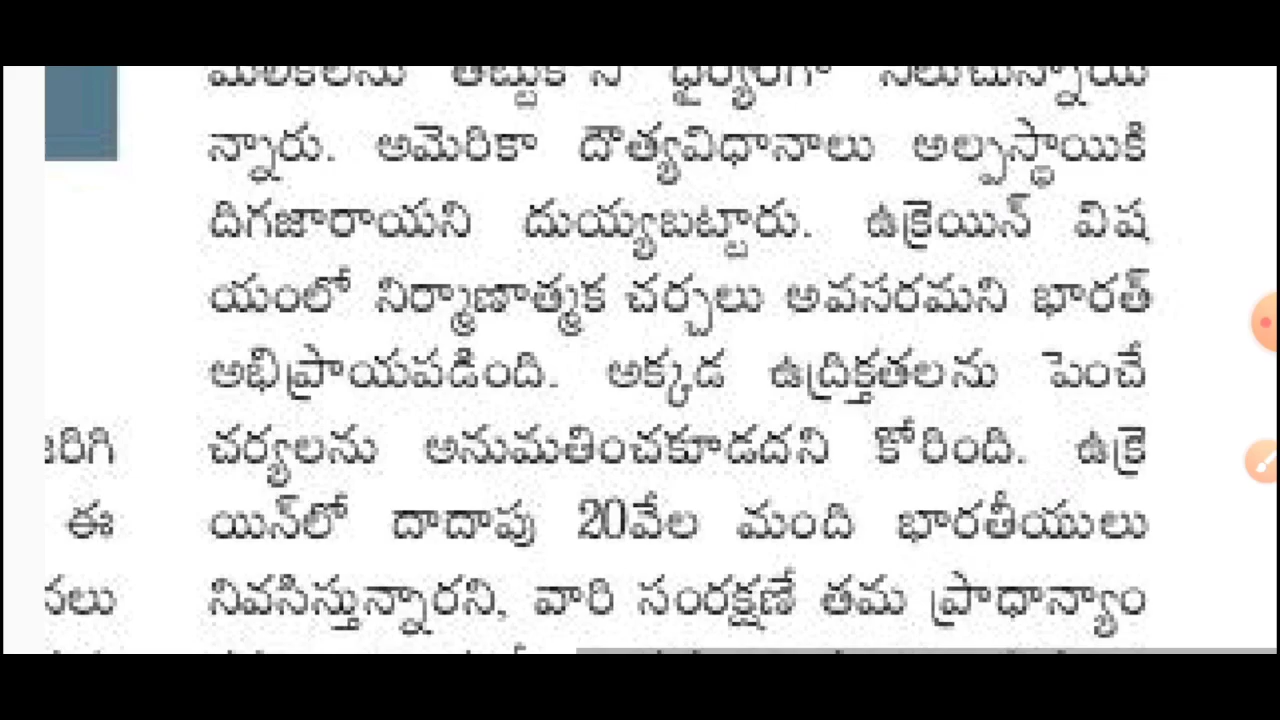 న్నారు. అమెరికా దౌత్యవిధానాలు అల్పస్థాయికి
దిగజారాయని దుయ్యబట్టారు. ఉక్రెయిన్ విష
యంలో నిర్మాణాత్మక చర్చలు అవసరమని భారత్
అభిప్రాయపడింది. అక్కడ ఉద్రిక్తతలను పెంచే
చర్యలను అనుమతించకూడదని కోరింది. ఉక్రె
ఈ
యిన్‌లో దాదాపు 20వేల మంది భారతీయులు
నివసిస్తున్నారని, వారి సంరక్షణే తమ ప్రాధాన్యాం